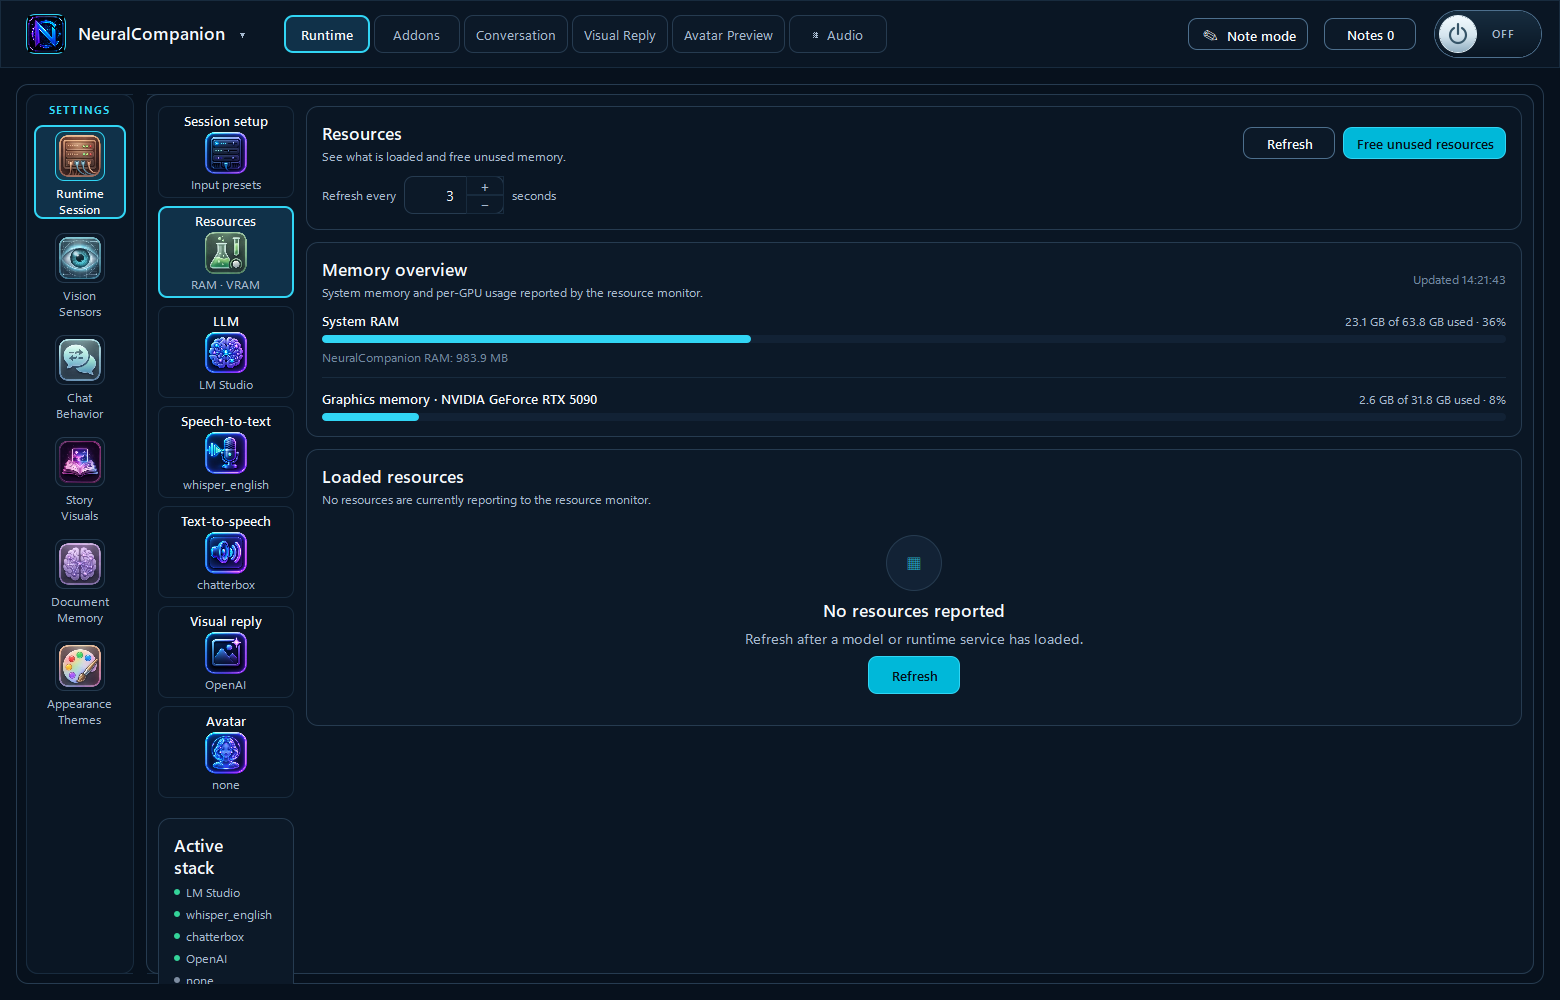 NeuralCompanion
Runtime
Addons
Conversation
Visual Reply
Avatar Preview
Audio
Note mode
Notes 0
OFF
SETTINGS
Runtime
Session
Vision
Sensors
Chat
Behavior
Story
Visuals
Document
Memory
Appearance
Themes
Session setup
Input presets
Resources
RAM · VRAM
LLM
LM Studio
Speech-to-text
whisper_english
Text-to-speech
chatterbox
Visual reply
OpenAI
Avatar
none
Active
stack
LM Studio
whisper_english
chatterbox
OpenAI
none
Resources
See what is loaded and free unused memory.
Refresh every 3 seconds
Refresh
Free unused resources
Memory overview
System memory and per-GPU usage reported by the resource monitor.
Updated 14:21:43
System RAM
23.1 GB of 63.8 GB used · 36%
NeuralCompanion RAM: 983.9 MB
Graphics memory · NVIDIA GeForce RTX 5090
2.6 GB of 31.8 GB used · 8%
Loaded resources
No resources are currently reporting to the resource monitor.
No resources reported
Refresh after a model or runtime service has loaded.
Refresh